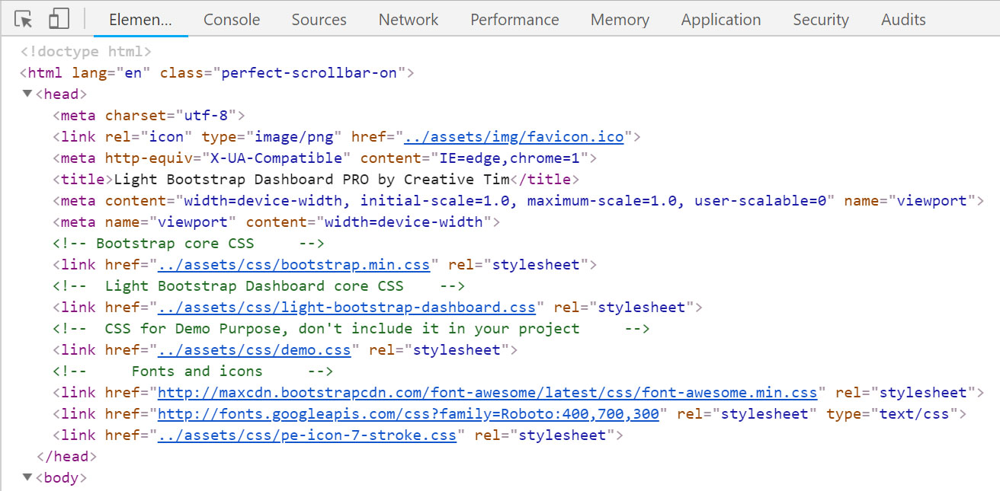 Elemen... Console Sources Network Performance Memory Application Security Audits
<!doctype html>
<html lang="en" class="perfect-scrollbar-on">
▼<head>
<meta charset="utf-8">
<link rel="icon" type="image/png" href="../assets/img/favicon.ico">
<meta http-equiv="X-UA-Compatible" content="IE=edge,chrome=1">
<title>Light Bootstrap Dashboard PRO by Creative Tim</title>
<meta content="width=device-width, initial-scale=1.0, maximum-scale=1.0, user-scalable=0" name="viewport">
<meta name="viewport" content="width=device-width">
<!-- Bootstrap core CSS     -->
<link href="../assets/css/bootstrap.min.css" rel="stylesheet">
<!--  Light Bootstrap Dashboard core CSS    -->
<link href="../assets/css/light-bootstrap-dashboard.css" rel="stylesheet">
<!--  CSS for Demo Purpose, don't include it in your project     -->
<link href="../assets/css/demo.css" rel="stylesheet">
<!--     Fonts and icons     -->
<link href="http://maxcdn.bootstrapcdn.com/font-awesome/latest/css/font-awesome.min.css" rel="stylesheet">
<link href="http://fonts.googleapis.com/css?family=Roboto:400,700,300" rel="stylesheet" type="text/css">
<link href="../assets/css/pe-icon-7-stroke.css" rel="stylesheet">
</head>
▼<body>